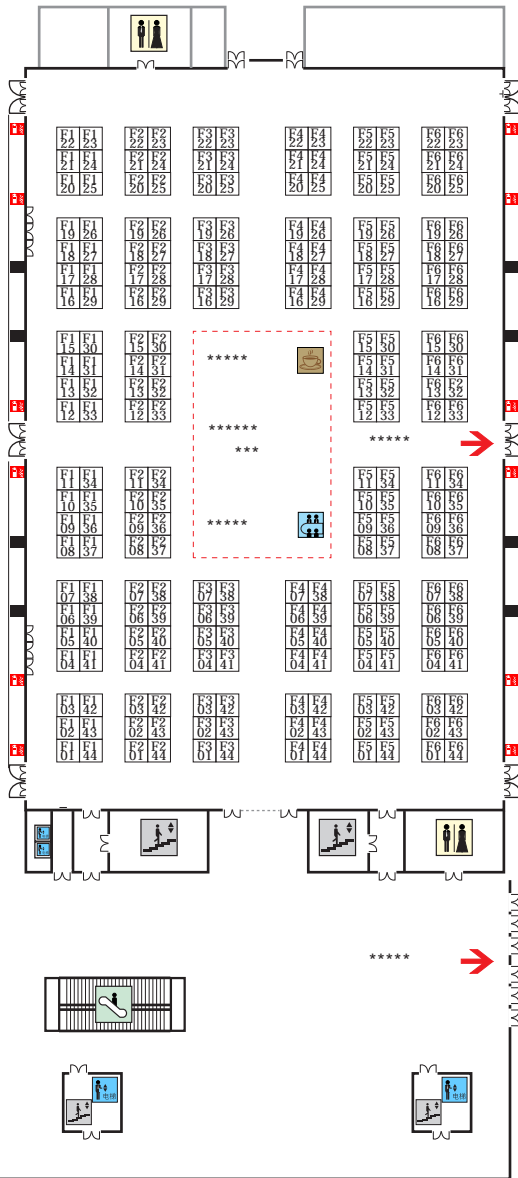 F1 F1 F2 F2 F3 F3 F4 F4 F5 F5 F6 F6
22 23 22 23 22 23 22 23 22 23 22 23
F1 F1 F2 F2 F3 F3 F4 F4 F5 F5 F6 F6
21 24 21 24 21 24 21 24 21 24 21 24
F1 F1 F2 F2 F3 F3 F4 F4 F5 F5 F6 F6
20 25 20 25 20 25 20 25 20 25 20 25
F1 F1 F2 F2 F3 F3 F4 F4 F5 F5 F6 F6
19 26 19 26 19 26 19 26 19 26 19 26
F1 F1 F2 F2 F3 F3 F4 F4 F5 F5 F6 F6
18 27 18 27 18 27 18 27 18 27 18 27
F1 F1 F2 F2 F3 F3 F4 F4 F5 F5 F6 F6
17 28 17 28 17 28 17 28 17 28 17 28
F1 F1 F2 F2 F3 F3 F4 F4 F5 F5 F6 F6
16 29 16 29 16 29 16 29 16 29 16 29
F1 F1 F2 F2 F5 F5 F6 F6
15 30 15 30 15 30 15 30
*****
F1 F1 F2 F2 F5 F5 F6 F6
14 31 14 31 14 31 14 31
F1 F1 F2 F2 F5 F5 F6 F2
13 32 13 32 13 32 13 32
F1 F1 F2 F2 F5 F5 F6 F6
12 33 12 33 12 33 12 33
******
*****
***
F1 F1 F2 F2 F5 F5 F6 F6
11 34 11 34 11 34 11 34
F1 F1 F2 F2 F5 F5 F6 F6
10 35 10 35 10 35 10 35
F1 F1 F2 F2 F5 F5 F6 F6
09 36 09 36 09 36 09 36
*****
F1 F1 F2 F2 F5 F5 F6 F6
08 37 08 37 08 37 08 37
F1 F1 F2 F2 F3 F3 F4 F4 F5 F5 F6 F6
07 38 07 38 07 38 07 38 07 38 07 38
F1 F1 F2 F2 F3 F3 F4 F4 F5 F5 F6 F6
06 39 06 39 06 39 06 39 06 39 06 39
F1 F1 F2 F2 F3 F3 F4 F4 F5 F5 F6 F6
05 40 05 40 05 40 05 40 05 40 05 40
F1 F1 F2 F2 F3 F3 F4 F4 F5 F5 F6 F6
04 41 04 41 04 41 04 41 04 41 04 41
F1 F1 F2 F2 F3 F3 F4 F4 F5 F5 F6 F6
03 42 03 42 03 42 03 42 03 42 03 42
F1 F1 F2 F2 F3 F3 F4 F4 F5 F5 F6 F6
02 43 02 43 02 43 02 43 02 43 02 43
F1 F1 F2 F2 F3 F3 F4 F4 F5 F5 F6 F6
01 44 01 44 01 44 01 44 01 44 01 44
*****
电梯
电梯